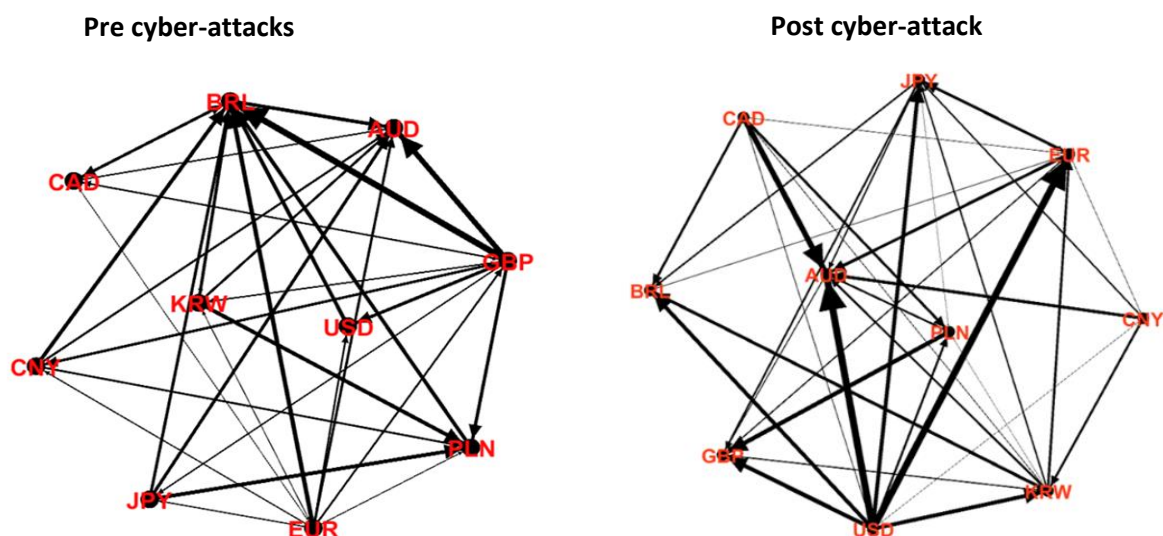 Pre cyber-attacks
BRL
AUD
CAD
GBP
KRW
USD
CNY
PLN
JPY
EUR
Post cyber-attack
JPY
CAD
EUR
AUD
BRL
CNY
PLN
GBP
KRW
USD